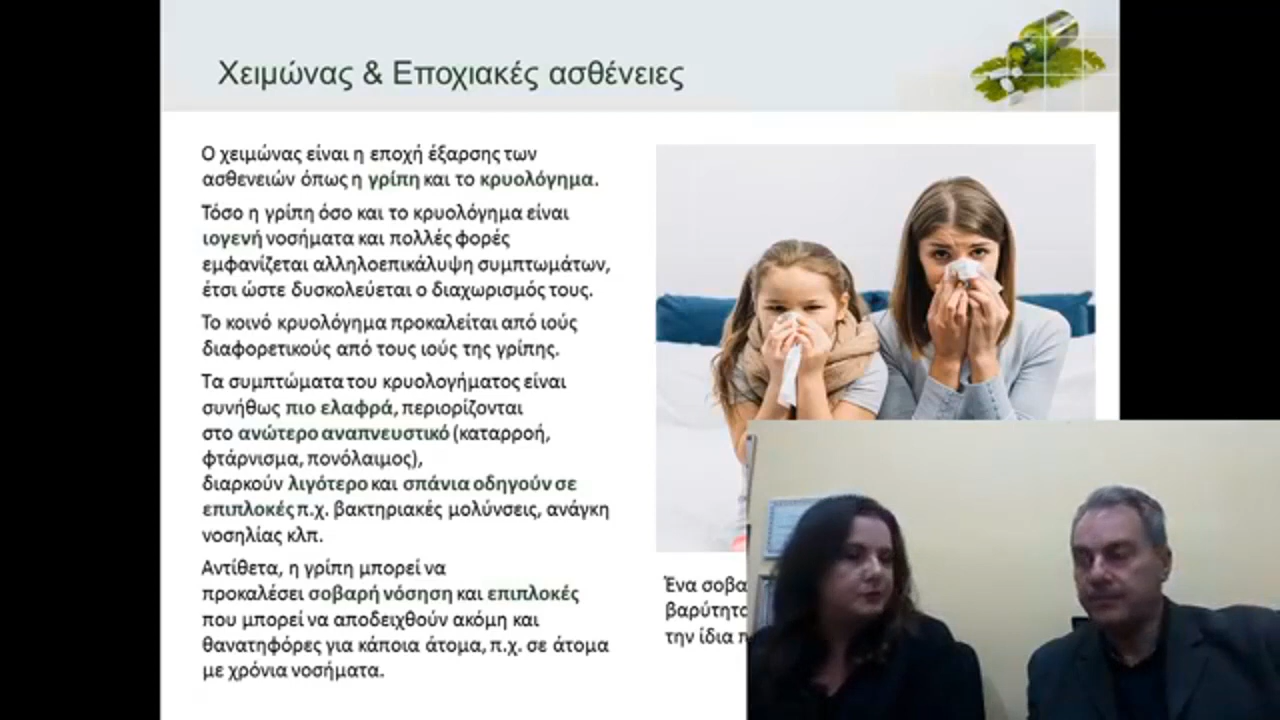 Χειμώνας & Εποχιακές ασθένειες
Ο χειμώνας είναι η εποχή έξαρσης των
ασθενειών όπως η γρίπη και το κρυολόγημα.
Τόσο η γρίπη όσο και το κρυολόγημα είναι
ιογενή νοσήματα και πολλές φορές
εμφανίζεται αλληλοεπικάλυψη συμπτωμάτων,
έτσι ώστε δυσκολεύεται ο διαχωρισμός τους.
Το κοινό κρυολόγημα προκαλείται από ιούς
διαφορετικούς από τους ιούς της γρίπης.
Τα συμπτώματα του κρυολογήματος είναι
συνήθως πιο ελαφρά, περιορίζονται
στο ανώτερο αναπνευστικό (καταρροή,
φτάρνισμα, πονόλαιμος),
διαρκούν λιγότερο και σπάνια οδηγούν σε
επιπλοκές π.χ. βακτηριακές μολύνσεις, ανάγκη
νοσηλίας κλπ.
Αντίθετα, η γρίπη μπορεί να
προκαλέσει σοβαρή νόσηση και επιπλοκές
που μπορεί να αποδειχθούν ακόμη και
θανατηφόρες για κάποια άτομα, π.χ. σε άτομα
με χρόνια νοσήματα.
Ένα
την ίδια